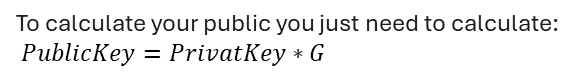 To calculate your public you just need to calculate:
PublicKey = PrivatKey * G